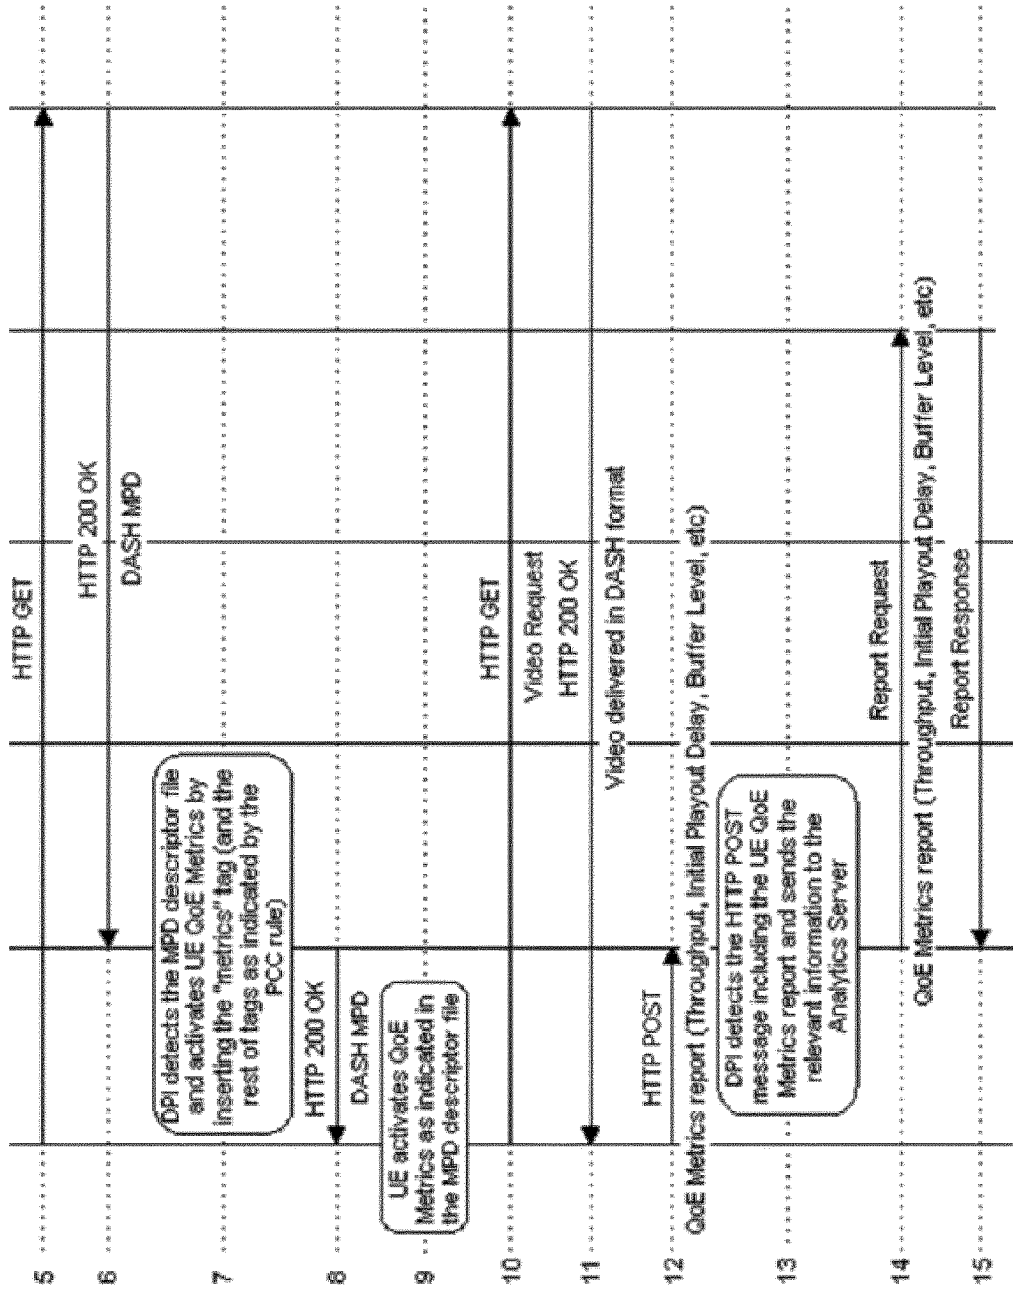 5
HTTP GET
6
HTTP 200 OK
DASH MPD
7
DPI detects the MPD descriptor file
and activates UE QoE Metrics by
inserting the "metrics" tag (and the
rest of tags as indicated by the
PCC rule)
8
HTTP 200 OK
DASH MPD
9
UE activates QoE
Metrics as indicated in
the MPD descriptor file
10
HTTP GET
Video Request
11
HTTP 200 OK
Video delivered in DASH format
12
HTTP POST
QoE Metrics report (Throughput, Initial Playout Delay, Buffer Level, etc)
13
DPI detects the HTTP POST
message including the UE QoE
Metrics report and sends the
relevant information to the
Analytics Server
14
Report Request
QoE Metrics report (Throughput, Initial Playout Delay, Buffer Level, etc)
15
Report Response